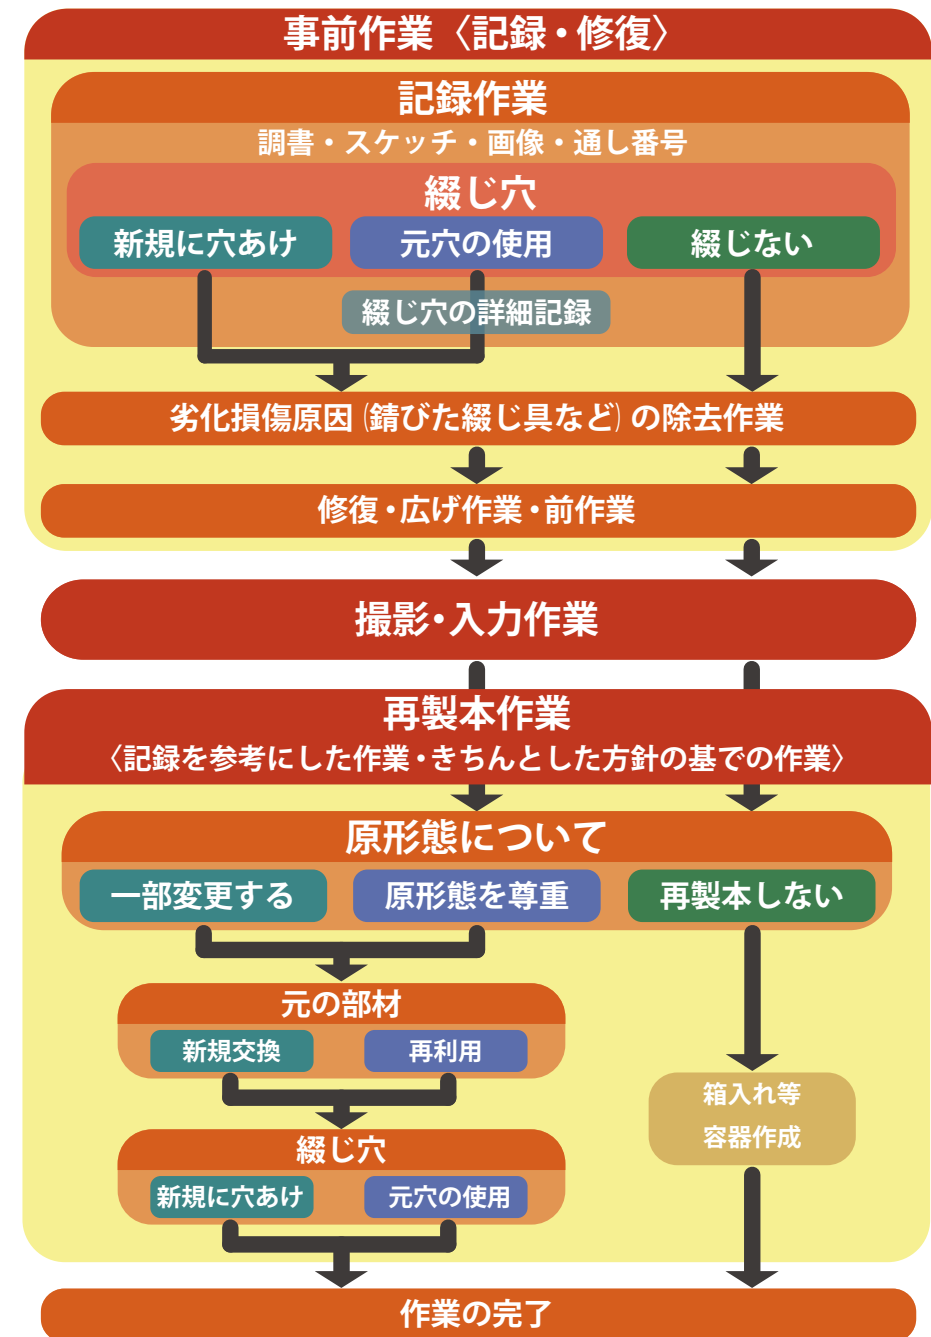 事前作業〈記録・修復〉
記録作業
調書・スケッチ・画像・通し番号
綴じ穴
新規に穴あけ
元穴の使用
綴じない
綴じ穴の詳細記録
劣化損傷原因(錆びた綴じ具など)の除去作業
修復・広げ作業・前作業
撮影・入力作業
再製本作業
〈記録を参考にした作業・きちんとした方針の基での作業〉
原形態について
一部変更する
原形態を尊重
再製本しない
元の部材
新規交換
再利用
箱入れ等
容器作成
綴じ穴
新規に穴あけ
元穴の使用
作業の完了